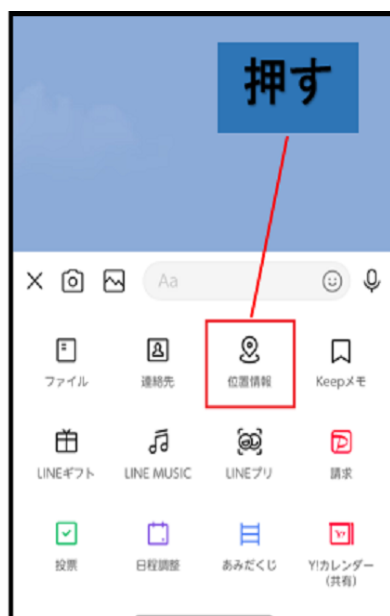 押す
Aa
ファイル
連絡先
位置情報
Keepメモ
LINEギフト
LINE MUSIC
LINEプリ
請求
投票
日程調整
あみだくじ
Y!カレンダー
(共有)